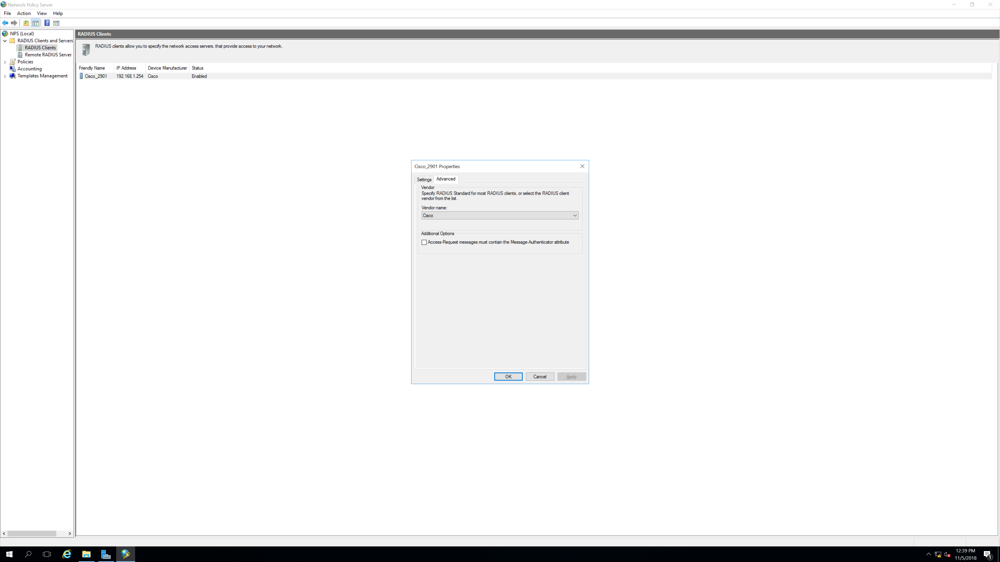 Network Policy Server
File Action View Help
NPS (Local)
RADIUS Clients and Servers
RADIUS Clients
Remote RADIUS Server
Policies
Accounting
Templates Management
RADIUS Clients
RADIUS clients allow you to specify the network access servers, that provide access to your network.
Friendly Name IP Address Device Manufacturer Status
Cisco_2901 192.168.1.254 Cisco Enabled
Cisco_2901 Properties
Settings Advanced
Vendor
Specify RADIUS Standard for most RADIUS clients, or select the RADIUS client
vendor from the list.
Vendor name:
Cisco
Additional Options
Access-Request messages must contain the Message-Authenticator attribute
OK Cancel Apply
12:39 PM
11/5/2018
1